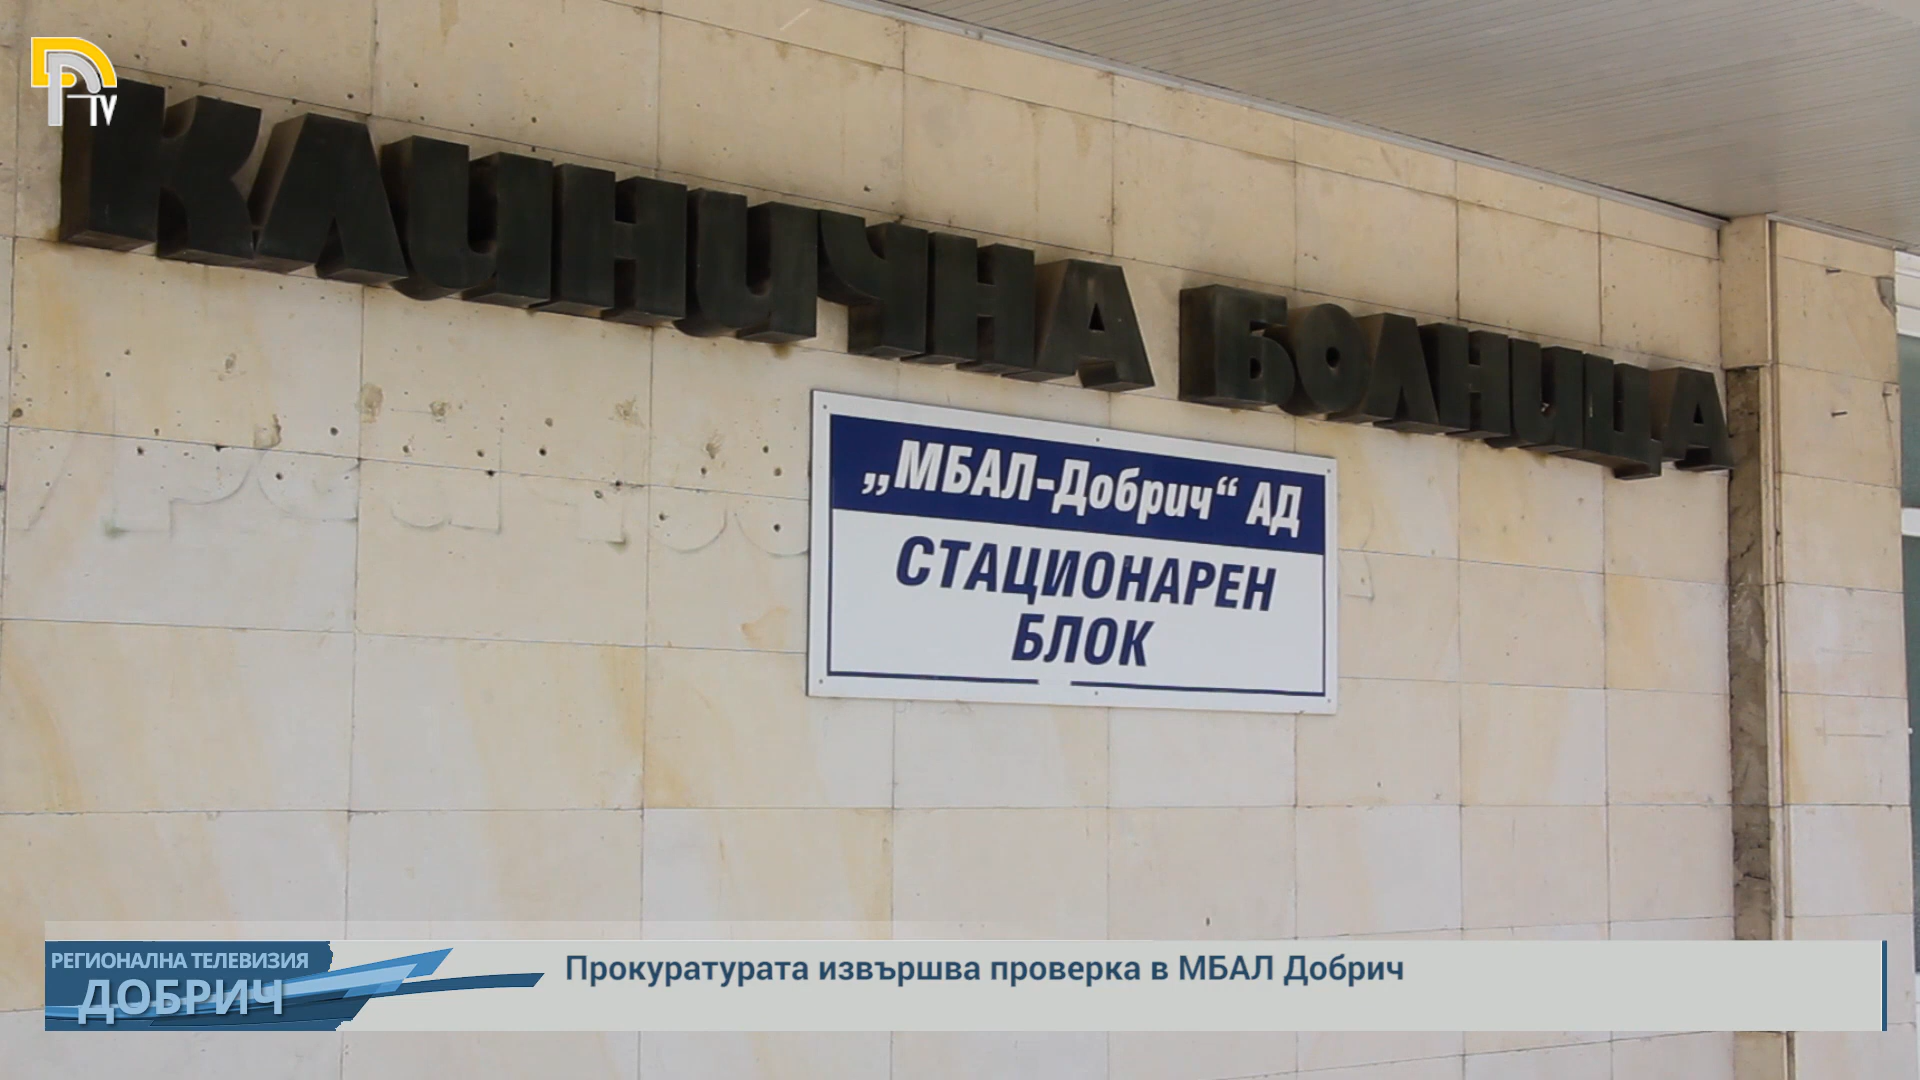 TV
КЛИНИЧНА БОЛНИЦА
„МБАЛ-Добрич“ АД
СТАЦИОНАРЕН
БЛОК
РЕГИОНАЛНА ТЕЛЕВИЗИЯ
ДОБРИЧ
Прокуратурата извършва проверка в МБАЛ Добрич